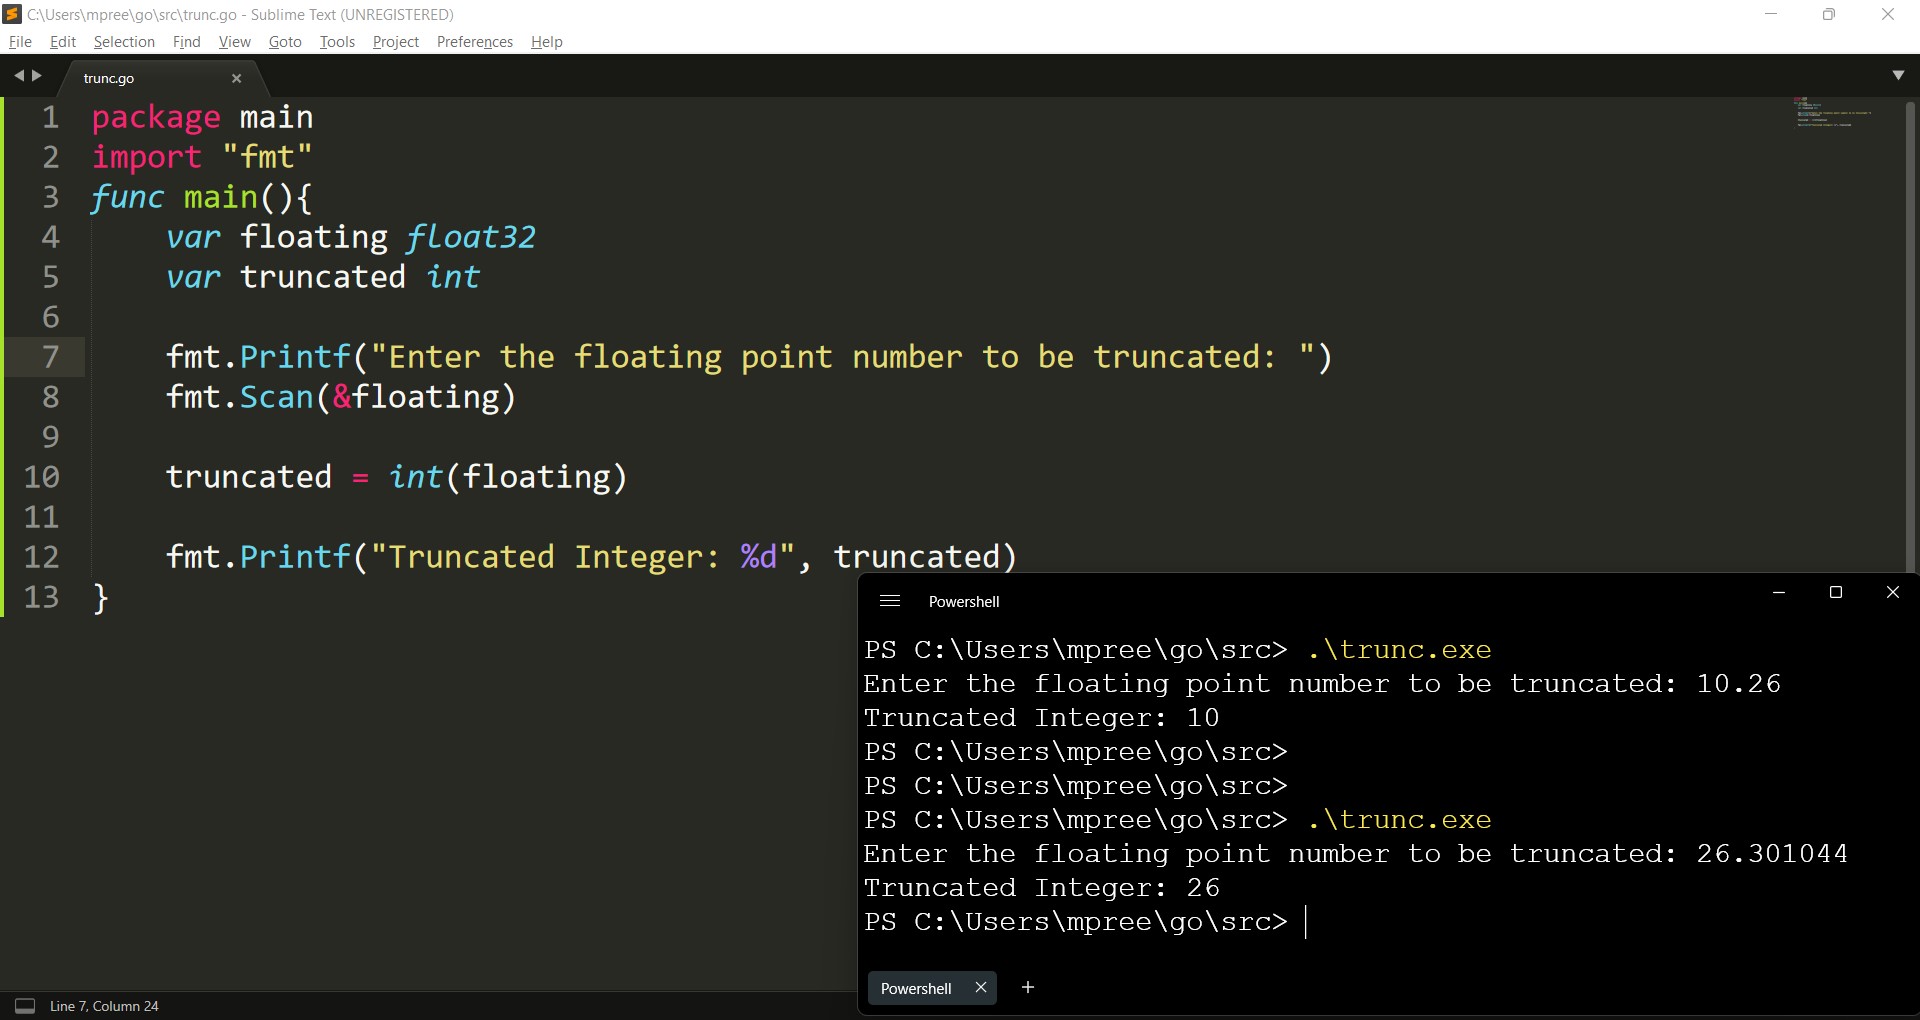 C:\Users\mpree\go\src\trunc.go - Sublime Text (UNREGISTERED)
File Edit Selection Find View Goto Tools Project Preferences Help
trunc.go
1 package main
2 import "fmt"
3 func main(){
4 var floating float32
5 var truncated int
6
7 fmt.Printf("Enter the floating point number to be truncated: ")
8 fmt.Scan(&floating)
9
10 truncated = int(floating)
11
12 fmt.Printf("Truncated Integer: %d", truncated)
13 }
Powershell
PS C:\Users\mpree\go\src> .\trunc.exe
Enter the floating point number to be truncated: 10.26
Truncated Integer: 10
PS C:\Users\mpree\go\src>
PS C:\Users\mpree\go\src>
PS C:\Users\mpree\go\src> .\trunc.exe
Enter the floating point number to be truncated: 26.301044
Truncated Integer: 26
PS C:\Users\mpree\go\src>
Powershell
Line 7, Column 24